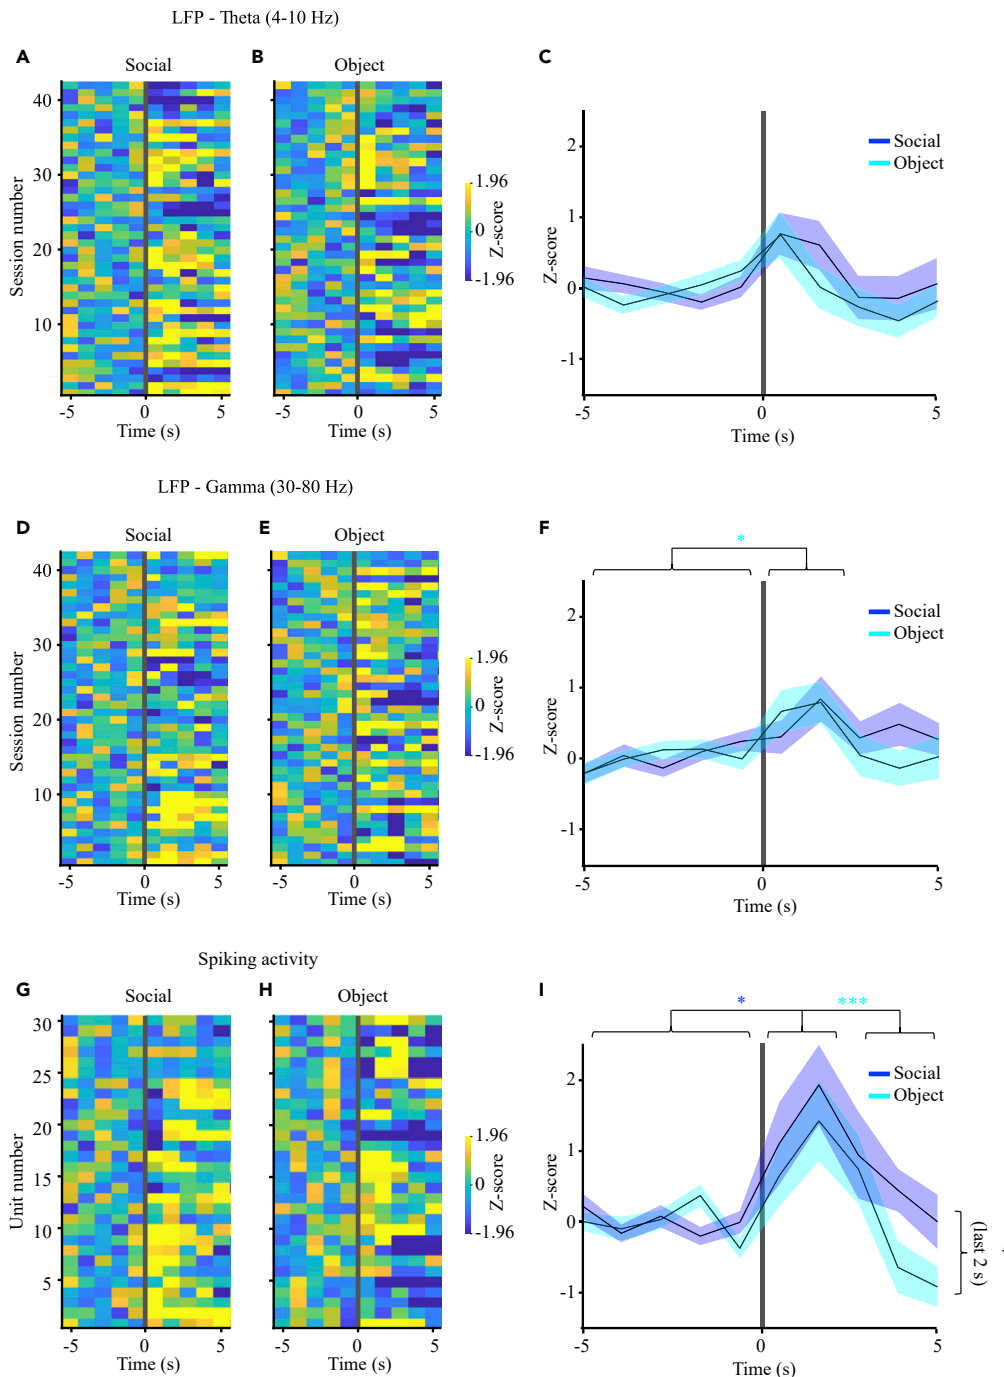 LFP - Theta (4-10 Hz)
A
Social
B
Object
C
Session number
40
30
20
10
-5
0
5
Time (s)
-5
0
5
Time (s)
1.96
0
-1.96
Z-score
Z-score
2
1
0
-1
-5
0
5
Time (s)
Social
Object
LFP - Gamma (30-80 Hz)
D
Social
E
Object
F
Session number
40
30
20
10
-5
0
5
Time (s)
-5
0
5
Time (s)
1.96
0
-1.96
Z-score
*
Z-score
2
1
0
-1
-5
0
5
Time (s)
Social
Object
Spiking activity
G
Social
H
Object
I
Unit number
30
25
20
15
10
5
-5
0
5
Time (s)
-5
0
5
Time (s)
1.96
0
-1.96
Z-score
*
***
Z-score
2
1
0
-1
-5
0
5
Time (s)
Social
Object
(last 2 s)